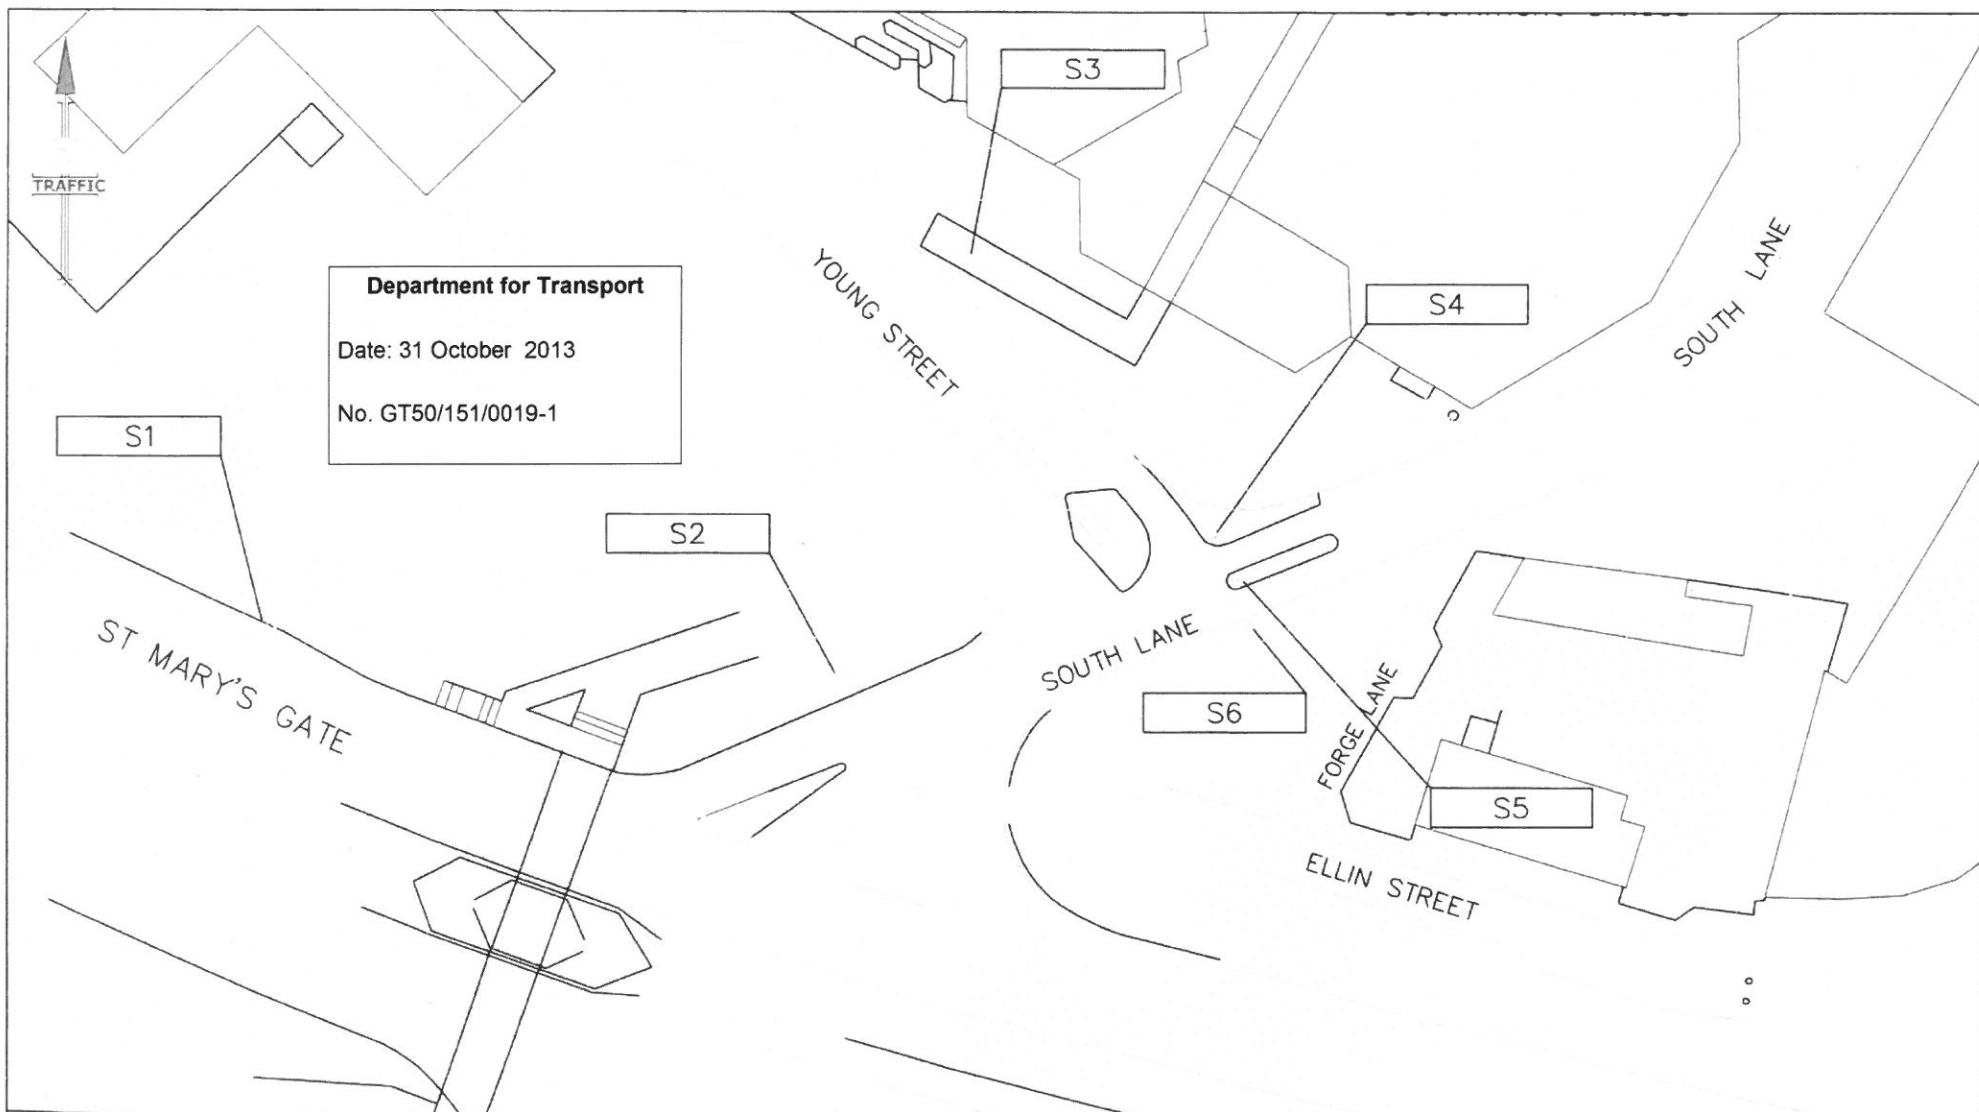 S3
TRAFFIC
SOUTH LANE
YOUNG STREET
Department for Transport
Date: 31 October 2013
No. GT50/151/0019-1
S4
S1
S2
ST MARY'S GATE
SOUTH LANE
S6
FORGE LANE
S5
ELLIN STREET